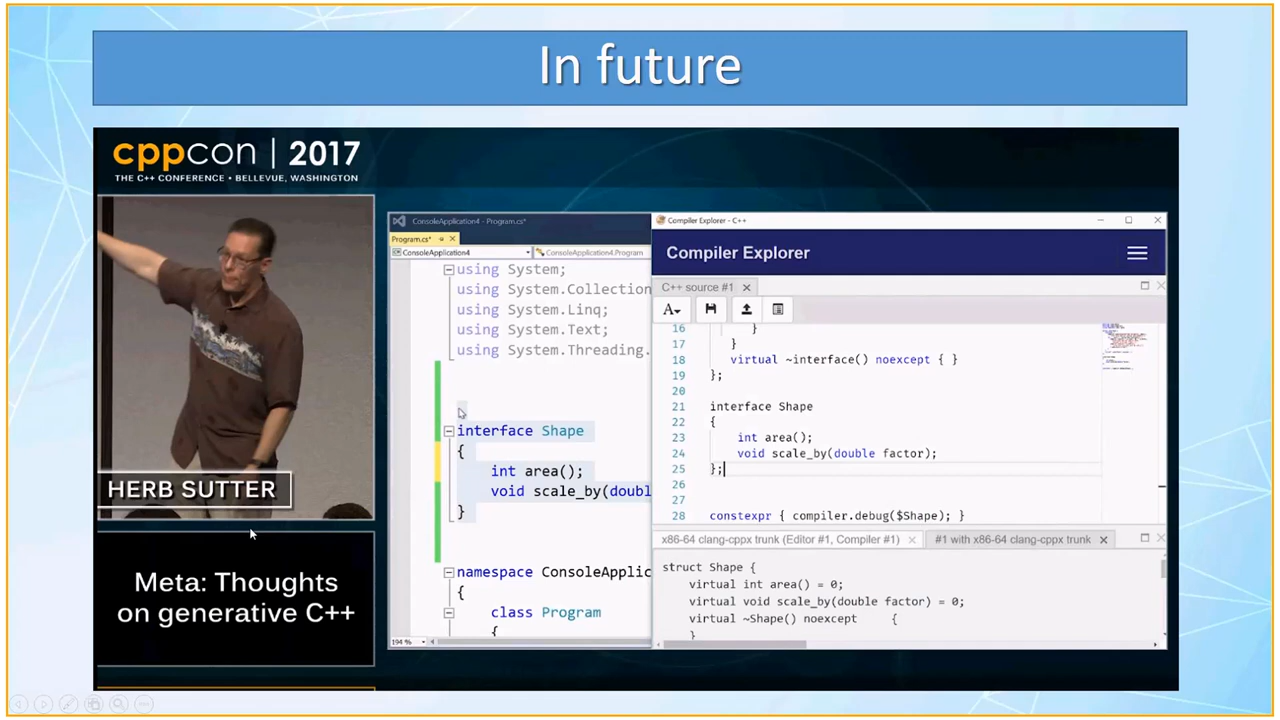 In future
cppcon | 2017
THE C++ CONFERENCE • BELLEVUE, WASHINGTON
HERB SUTTER
Meta: Thoughts
on generative C++
ConsoleApplication4 - Program.cs*
Program.cs*
ConsoleApplication4
ConsoleApplication4.Program
using System;
using System.Collection
using System.Linq;
using System.Text;
using System.Threading.
interface Shape
{
int area();
void scale_by(doubl
}
namespace ConsoleApplic
{
class Program
{
194 %
Compiler Explorer - C++
Compiler Explorer
C++ source #1
A
16 }
17 }
18 virtual ~interface() noexcept { }
19 };
20
21 interface Shape
22 {
23 int area();
24 void scale_by(double factor);
25 };
26
27
28 constexpr { compiler.debug($Shape); }
x86-64 clang-cppx trunk (Editor #1, Compiler #1)
#1 with x86-64 clang-cppx trunk
struct Shape {
virtual int area() = 0;
virtual void scale_by(double factor) = 0;
virtual ~Shape() noexcept {
}